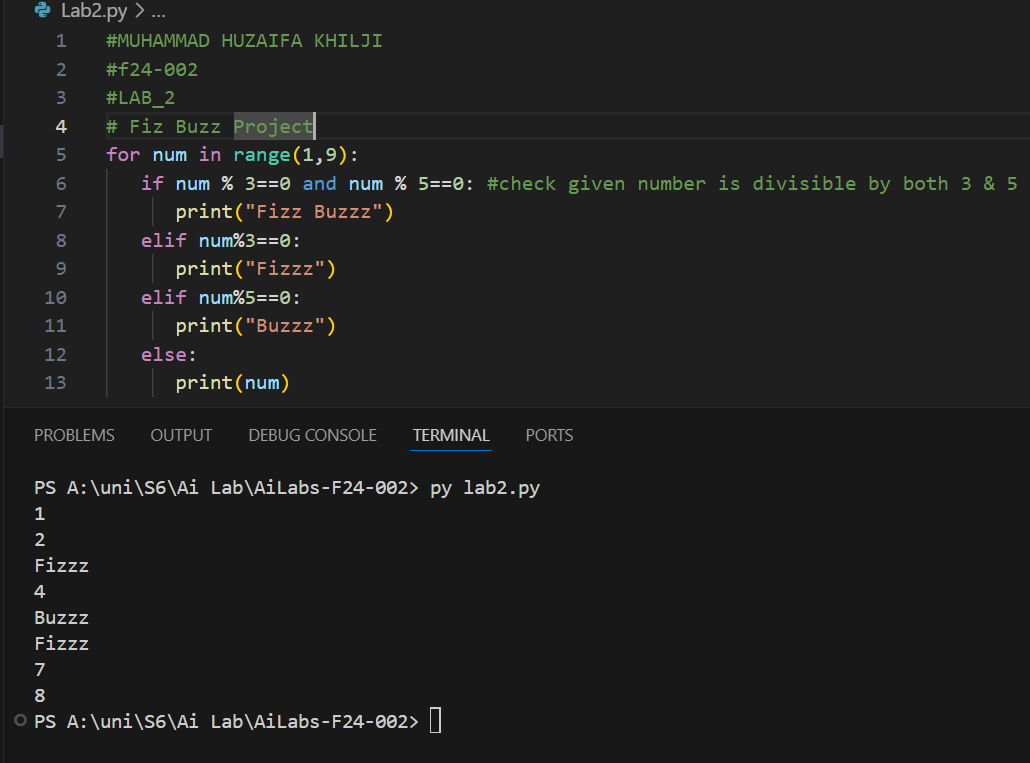 Lab2.py > ...
1 #MUHAMMAD HUZAIFA KHILJI
2 #f24-002
3 #LAB_2
4 # Fiz Buzz Project
5 for num in range(1,9):
6    if num % 3==0 and num % 5==0: #check given number is divisible by both 3 & 5
7       print("Fizz Buzzz")
8    elif num%3==0:
9       print("Fizzz")
10    elif num%5==0:
11       print("Buzzz")
12    else:
13       print(num)
PROBLEMS OUTPUT DEBUG CONSOLE TERMINAL PORTS
PS A:\uni\S6\Ai Lab\AiLabs-F24-002> py lab2.py
1
2
Fizzz
4
Buzzz
Fizzz
7
8
PS A:\uni\S6\Ai Lab\AiLabs-F24-002>